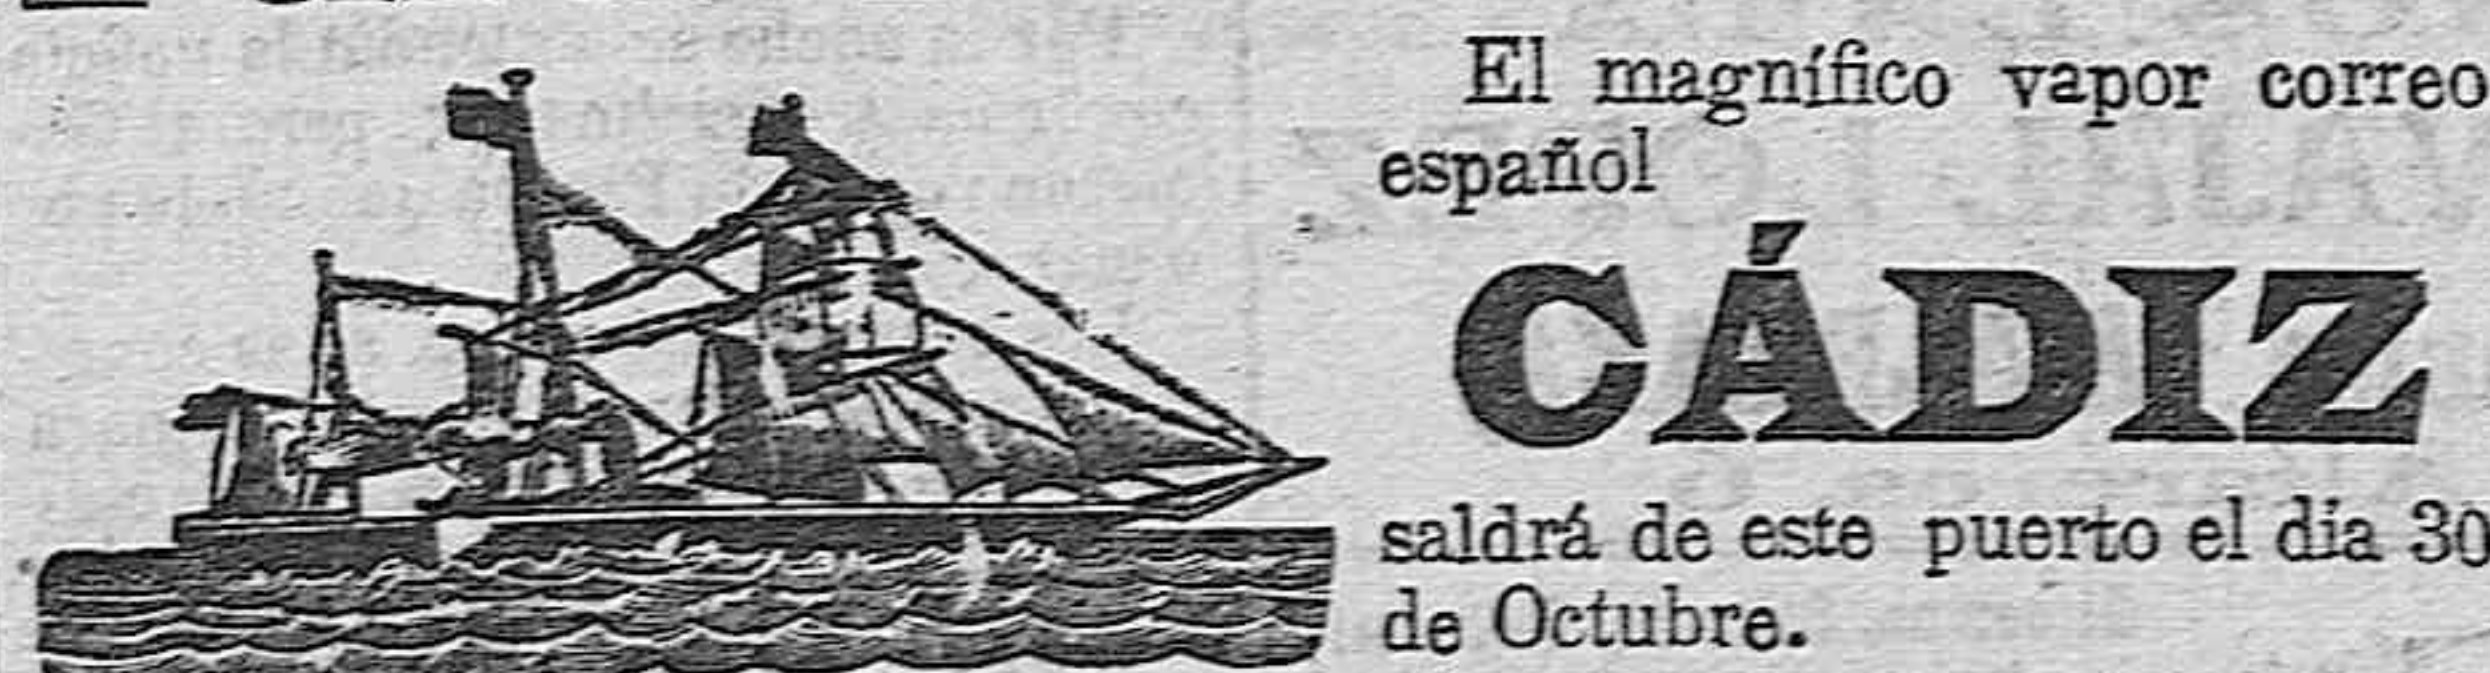 El magnífico vapor correo
español
CÁDIZ
saldrá de este puerto el dia 30
de Octubre.